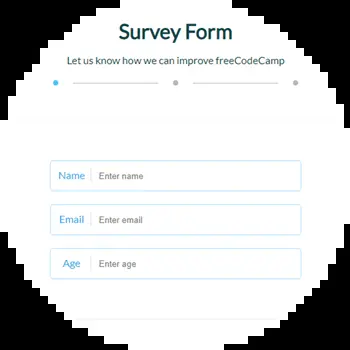 Survey Form
Let us know how we can improve freeCodeCamp
Name Enter name
Email Enter email
Age Enter age